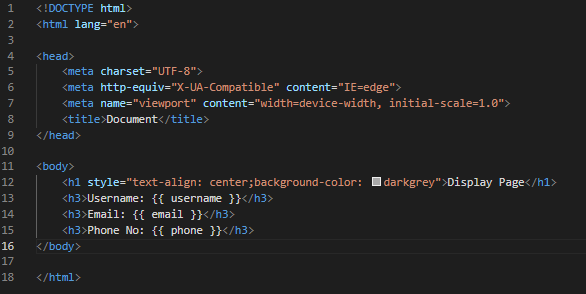 1 <!DOCTYPE html>
2 <html lang="en">
3
4 <head>
5 <meta charset="UTF-8">
6 <meta http-equiv="X-UA-Compatible" content="IE=edge">
7 <meta name="viewport" content="width=device-width, initial-scale=1.0">
8 <title>Document</title>
9 </head>
10
11 <body>
12 <h1 style="text-align: center;background-color: darkgrey">Display Page</h1>
13 <h3>Username: {{ username }}</h3>
14 <h3>Email: {{ email }}</h3>
15 <h3>Phone No: {{ phone }}</h3>
16 </body>
17
18 </html>